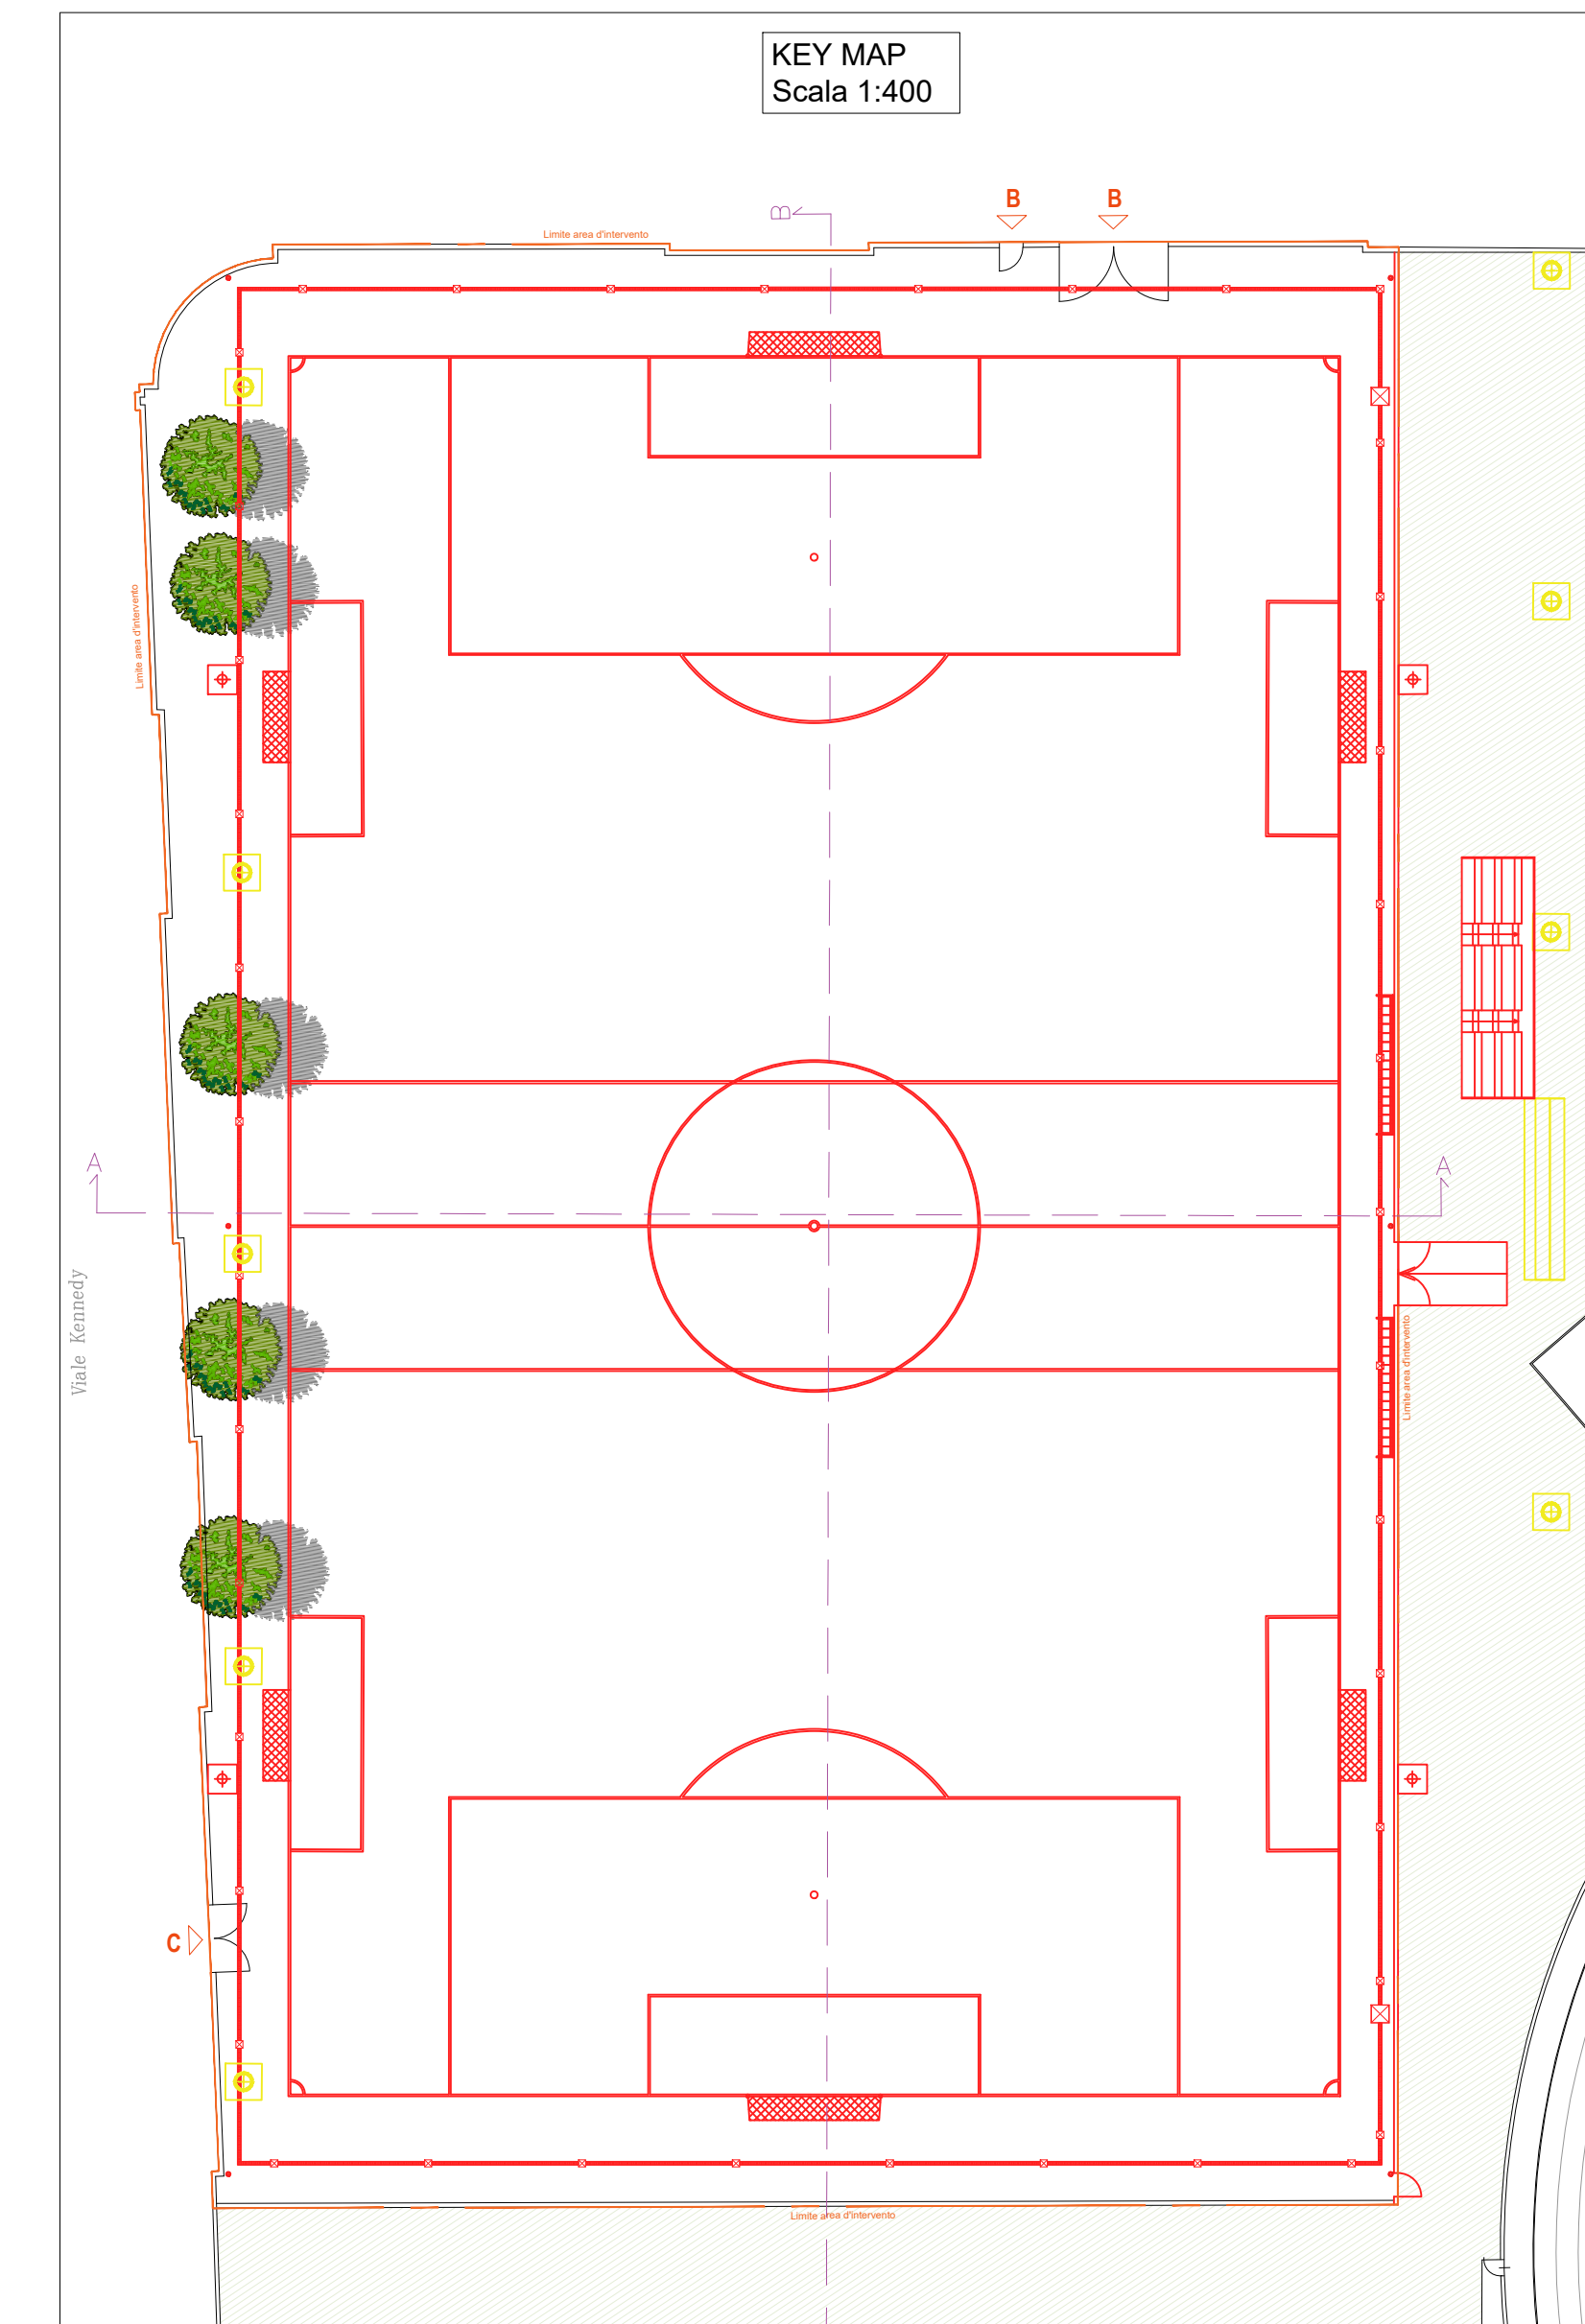 KEY MAP
Scala 1:400
B
B
B
Limite area d'intervento
Limite area d'intervento
A
A
Viale Kennedy
Limite area d'intervento
C
Limite area d'intervento